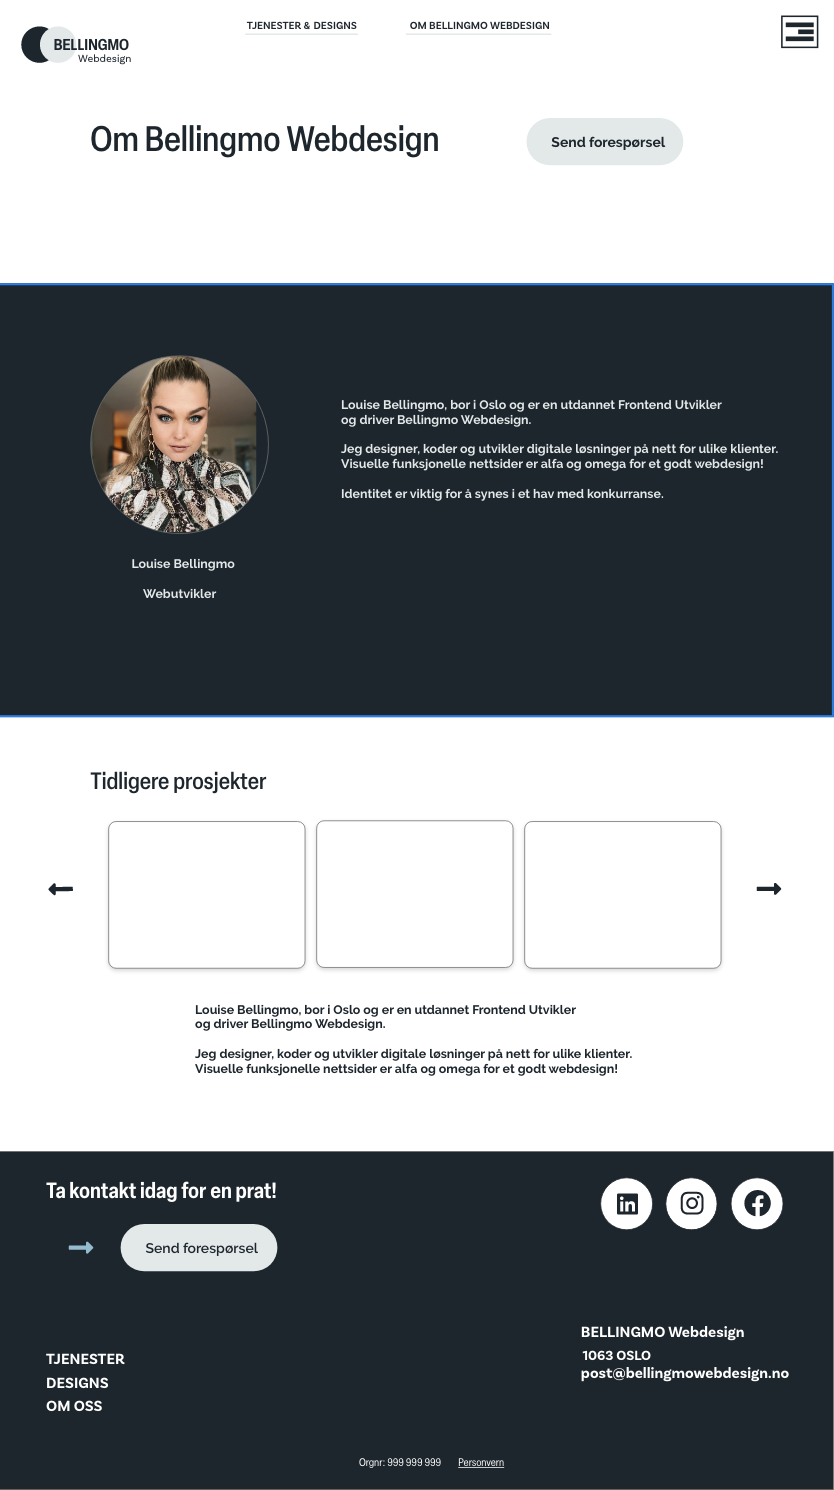 TJENESTER & DESIGNS
OM BELLINGMO WEBDESIGN
BELLINGMO
Webdesign
Om Bellingmo Webdesign
Send forespørsel
Louise Bellingmo, bor i Oslo og er en utdannet Frontend Utvikler
og driver Bellingmo Webdesign.
Jeg designer, koder og utvikler digitale løsninger på nett for ulike klienter.
Visuelle funksjonelle nettsider er alfa og omega for et godt webdesign!
Identitet er viktig for å synes i et hav med konkurranse.
Louise Bellingmo
Webutvikler
Tidligere prosjekter
Louise Bellingmo, bor i Oslo og er en utdannet Frontend Utvikler
og driver Bellingmo Webdesign.
Jeg designer, koder og utvikler digitale løsninger på nett for ulike klienter.
Visuelle funksjonelle nettsider er alfa og omega for et godt webdesign!
Ta kontakt idag for en prat!
Send forespørsel
TJENESTER
DESIGNS
OM OSS
BELLINGMO Webdesign
1063 OSLO
post@bellingmowebdesign.no
Orgnr: 999 999 999
Personvern